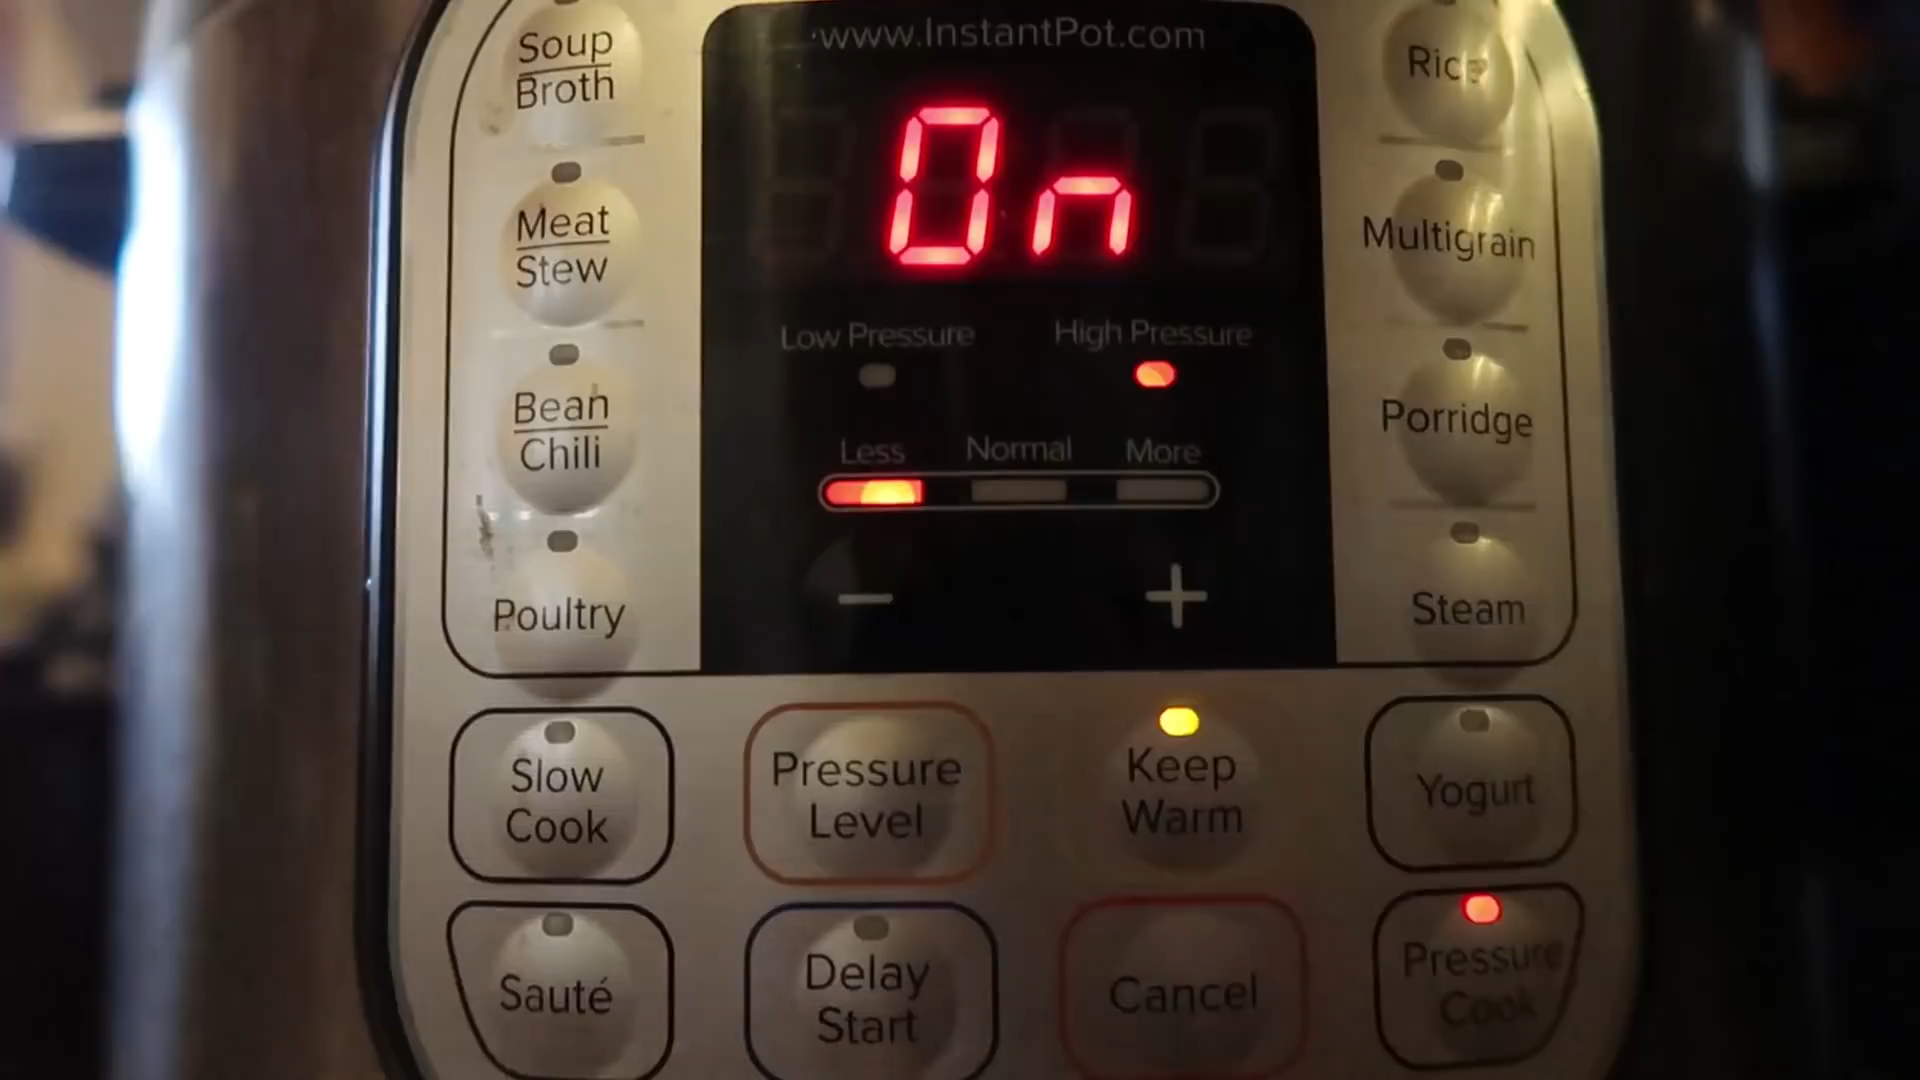 www.InstantPot.com
Soup
Broth
Rice
On
Meat
Stew
Multigrain
Low Pressure
High Pressure
Bean
Chili
Porridge
Less
Normal
More
−
+
Poultry
Steam
Slow
Cook
Pressure
Level
Keep
Warm
Yogurt
Sauté
Delay
Start
Cancel
Pressure
Cook